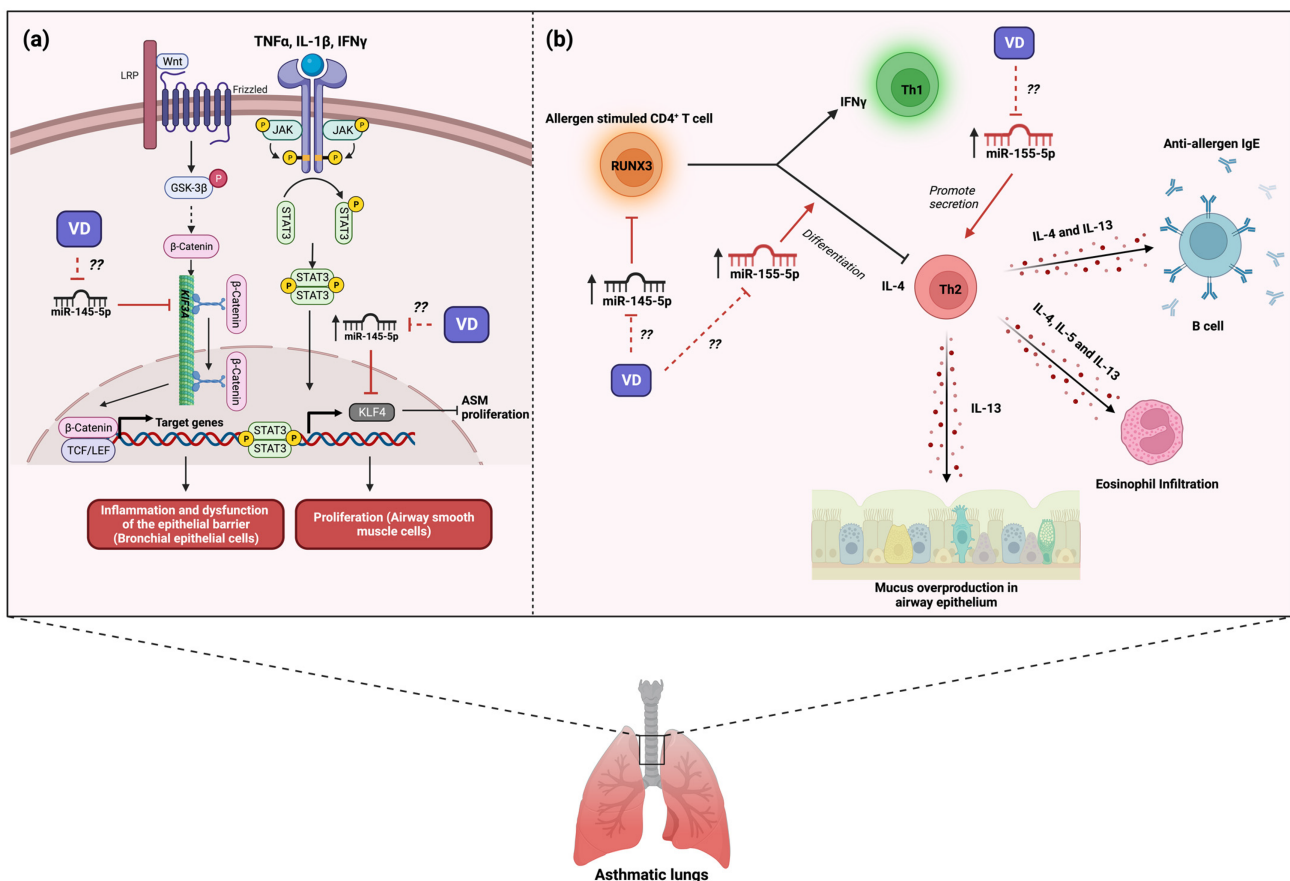 (a)
TNFα, IL-1β, IFNγ
LRP
Wnt
Frizzled
P
JAK
JAK
P
P
P
GSK-3β
P
STAT3
P
STAT3
VD
??
β-Catenin
miR-145-5p
KIF3A
β-Catenin
STAT3
P
P
STAT3
??
miR-145-5p
VD
β-Catenin
KLF4
ASM
proliferation
β-Catenin
TCF/LEF
Target genes
P
STAT3
STAT3
P
Inflammation and dysfunction
of the epithelial barrier
(Bronchial epithelial cells)
Proliferation (Airway smooth
muscle cells)
(b)
VD
??
miR-155-5p
Th1
IFNγ
Allergen stimuled CD4⁺ T cell
RUNX3
Promote
secretion
Anti-allergen IgE
miR-155-5p
Differentiation
miR-145-5p
IL-4
Th2
IL-4 and IL-13
B cell
??
??
VD
IL-4, IL-5 and
IL-13
IL-13
Eosinophil Infiltration
Mucus overproduction in
airway epithelium
Asthmatic lungs